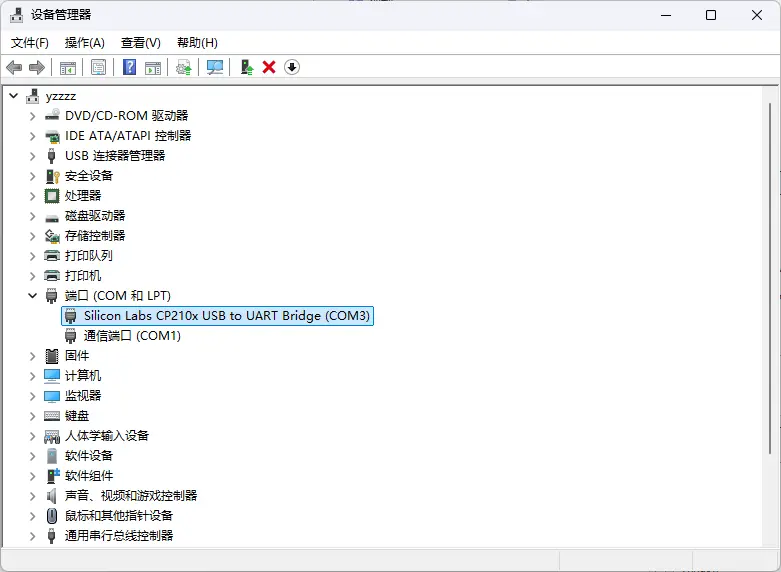 设备管理器
文件(F) 操作(A) 查看(V) 帮助(H)
yzzzz
DVD/CD-ROM 驱动器
IDE ATA/ATAPI 控制器
USB 连接器管理器
安全设备
处理器
磁盘驱动器
存储控制器
打印队列
打印机
端口 (COM 和 LPT)
Silicon Labs CP210x USB to UART Bridge (COM3)
通信端口 (COM1)
固件
计算机
监视器
键盘
人体学输入设备
软件设备
软件组件
声音、视频和游戏控制器
鼠标和其他指针设备
通用串行总线控制器